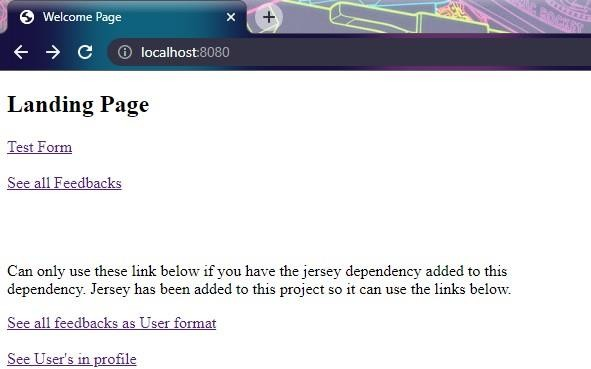 Welcome Page
localhost:8080
Landing Page
Test Form
See all Feedbacks
Can only use these link below if you have the jersey dependency added to this
dependency. Jersey has been added to this project so it can use the links below.
See all feedbacks as User format
See User's in profile